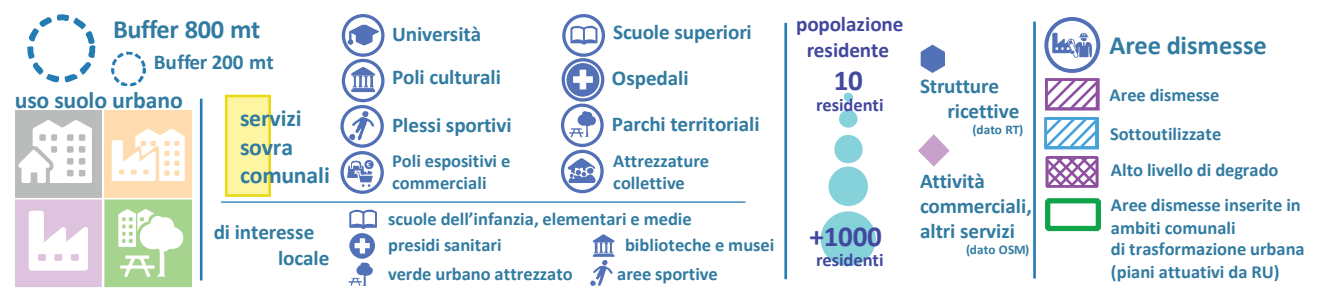 Buffer 800 mt
Buffer 200 mt
uso suolo urbano
servizi
sovra
comunali
Università
Poli culturali
Plessi sportivi
Poli espositivi e
commerciali
Scuole superiori
Ospedali
Parchi territoriali
Attrezzature
collettive
di interesse
locale
scuole dell'infanzia, elementari e medie
presidi sanitari
biblioteche e musei
verde urbano attrezzato
aree sportive
popolazione
residente
10
residenti
+1000
residenti
Strutture
ricettive
(dato RT)
Attività
commerciali,
altri servizi
(dato OSM)
Aree dismesse
Aree dismesse
Sottoutilizzate
Alto livello di degrado
Aree dismesse inserite in
ambiti comunali
di trasformazione urbana
(piani attuativi da RU)